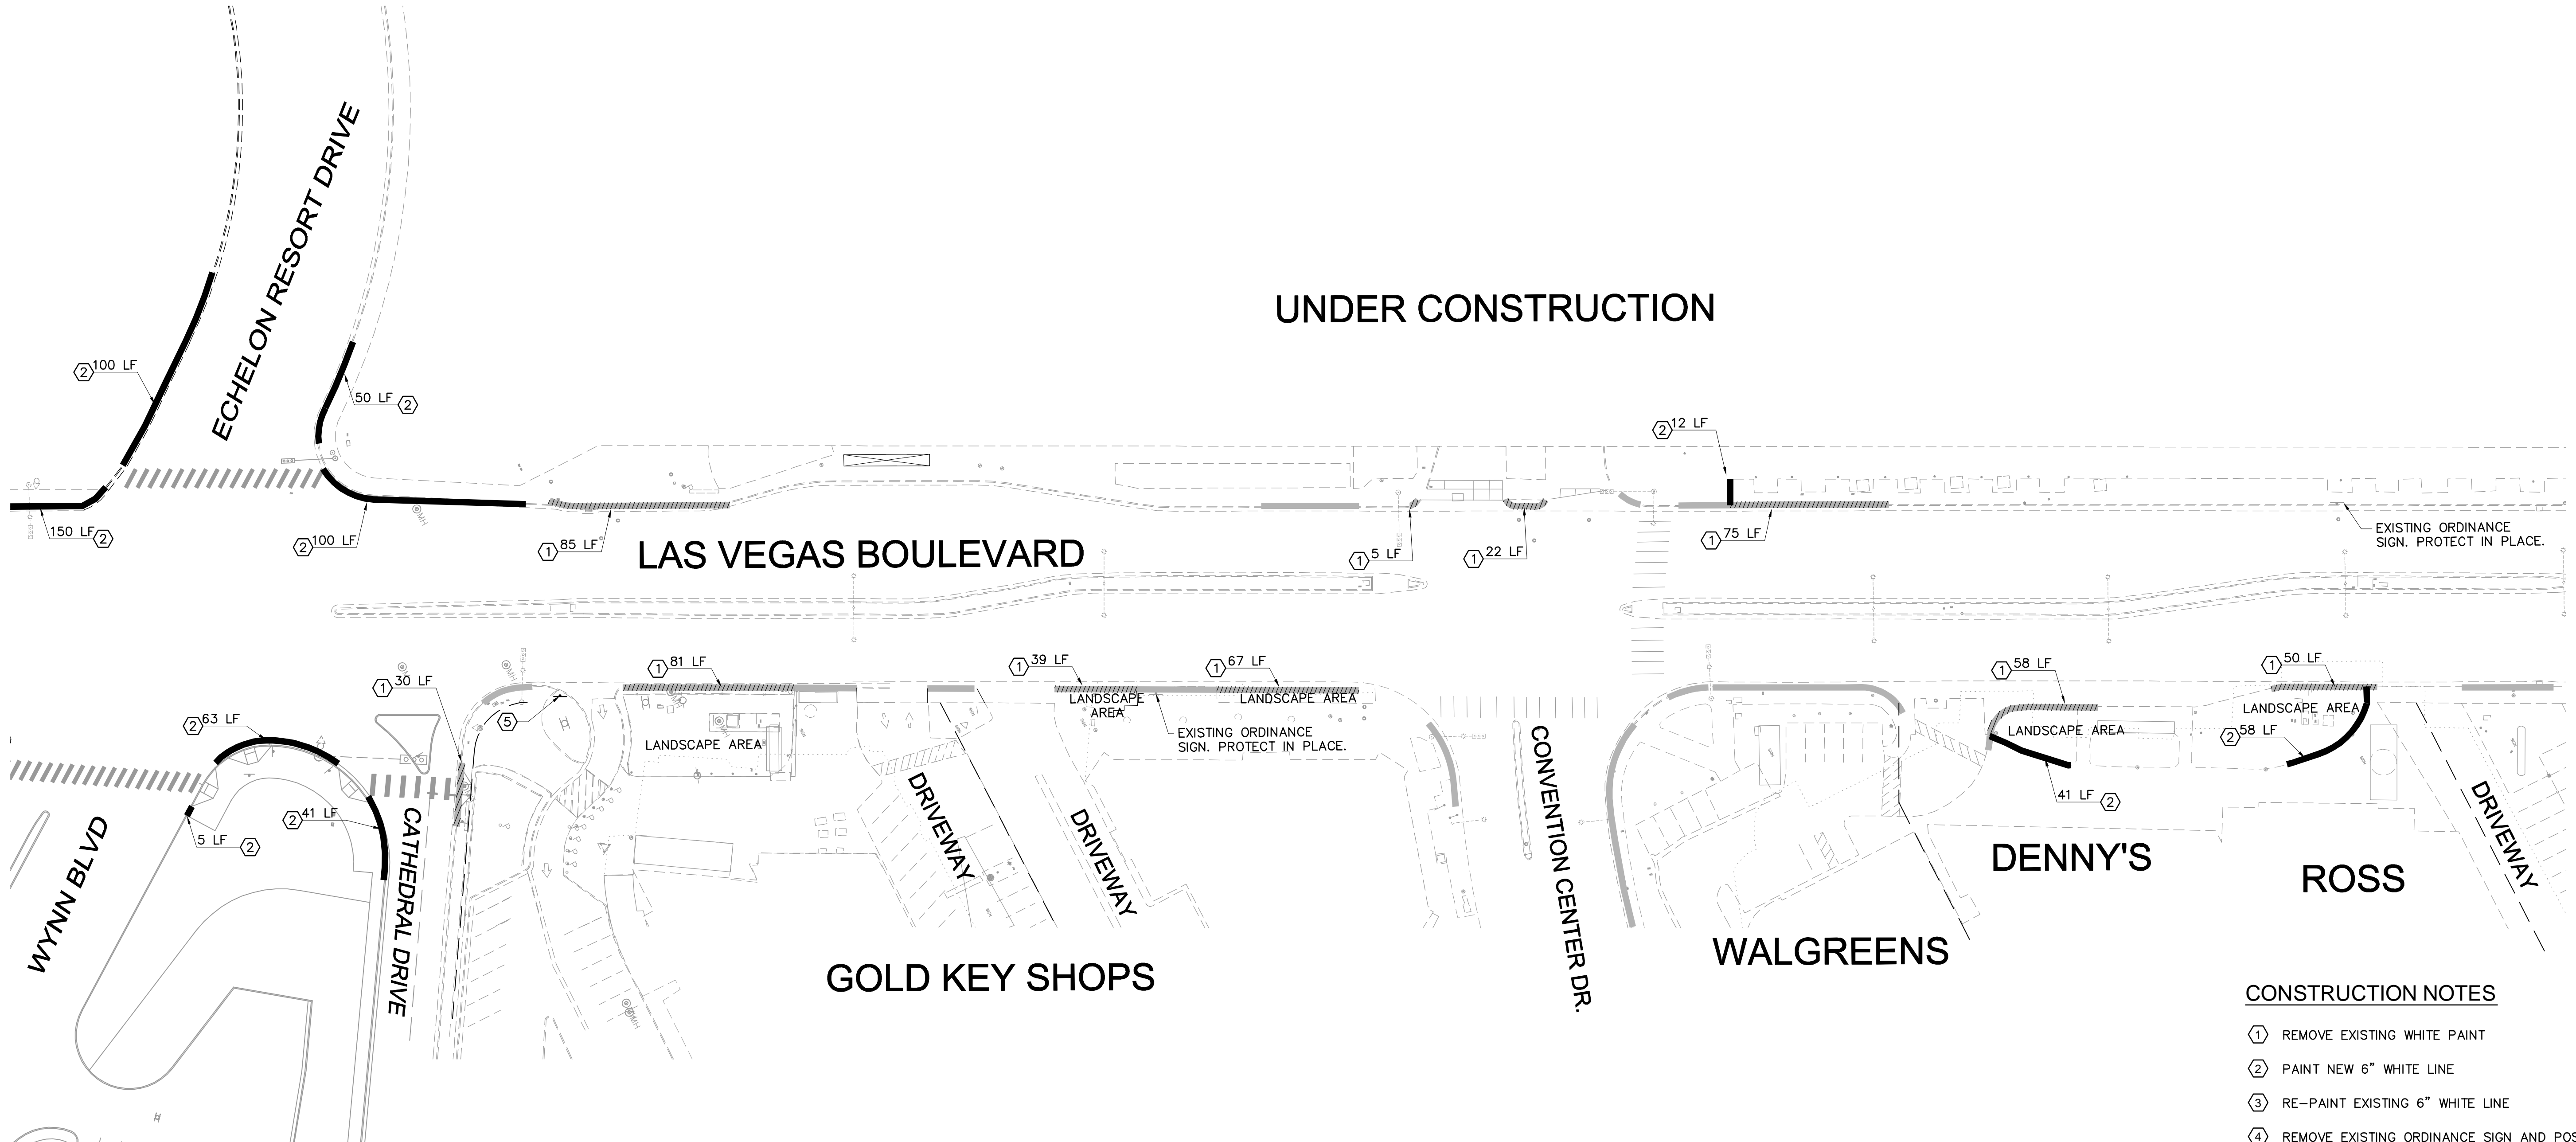 ECHELON RESORT DRIVE
UNDER CONSTRUCTION
2 100 LF
50 LF 2
2 12 LF
150 LF 2
2 100 LF
MH
1 85 LF
LAS VEGAS BOULEVARD
1 5 LF
1 22 LF
1 75 LF
EXISTING ORDINANCE
SIGN. PROTECT IN PLACE.
1 30 LF
MH
5
1 81 LF
1 39 LF
1 67 LF
1 58 LF
1 50 LF
2 63 LF
LANDSCAPE
AREA
LANDSCAPE AREA
EXISTING ORDINANCE
SIGN. PROTECT IN PLACE.
LANDSCAPE AREA
LANDSCAPE AREA
LANDSCAPE AREA
2 41 LF
5 LF 2
2 58 LF
41 LF 2
WYNN BLVD
CATHEDRAL DRIVE
DRIVEWAY
DRIVEWAY
CONVENTION CENTER DR.
DRIVEWAY
DENNY'S
ROSS
WALGREENS
GOLD KEY SHOPS
MH
CONSTRUCTION NOTES
1 REMOVE EXISTING WHITE PAINT
2 PAINT NEW 6” WHITE LINE
3 RE-PAINT EXISTING 6” WHITE LINE
4 REMOVE EXISTING ORDINANCE SIGN AND POS